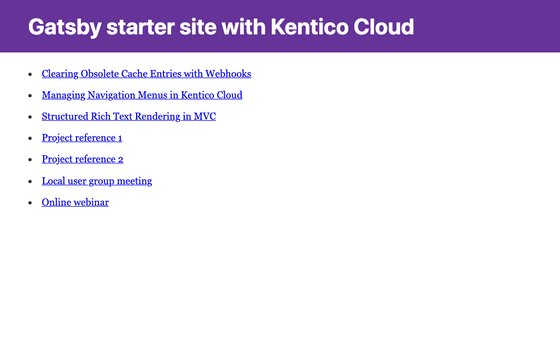 Gatsby starter site with Kentico Cloud
Clearing Obsolete Cache Entries with Webhooks
Managing Navigation Menus in Kentico Cloud
Structured Rich Text Rendering in MVC
Project reference 1
Project reference 2
Local user group meeting
Online webinar